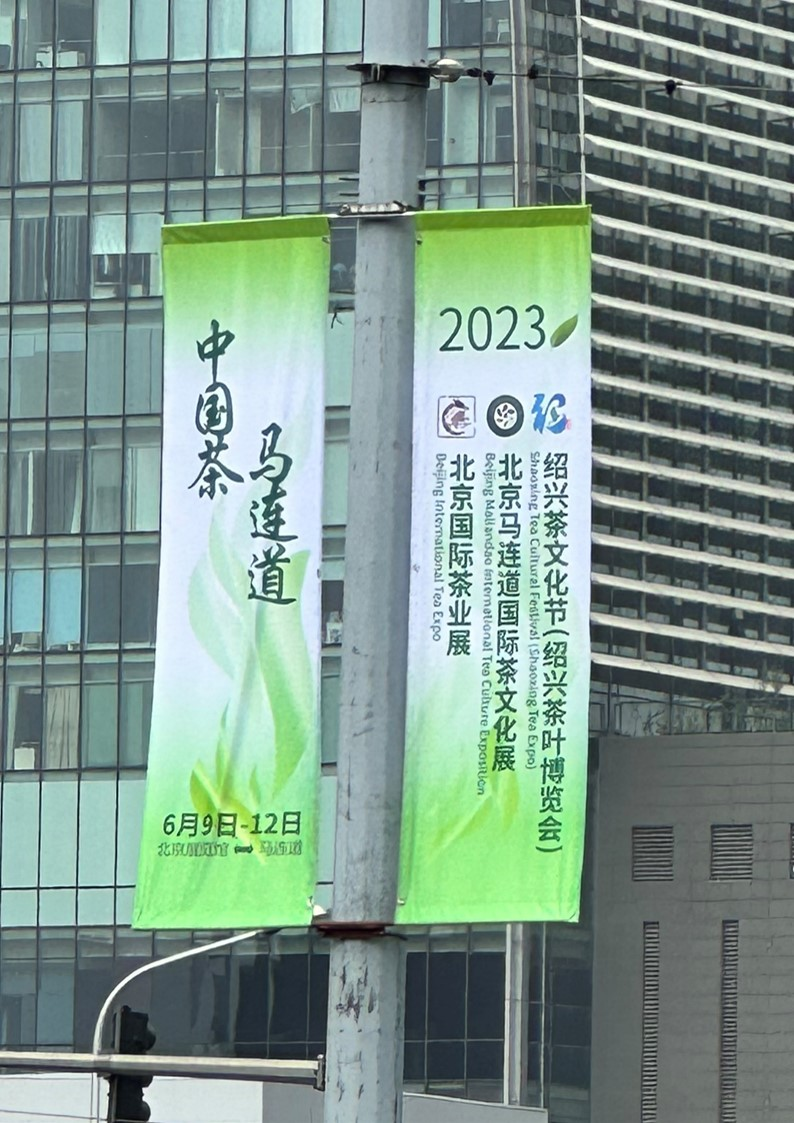 中国茶
马连道
6月9日-12日
2023
北京国际茶业展
Beijing International Tea Expo
北京马连道国际茶文化展
Beijing Maliandao International Tea Culture Exposition
绍兴茶文化节(绍兴茶叶博览会)
Shaoxing Tea Cultural Festival (Shaoxing Tea Expo)